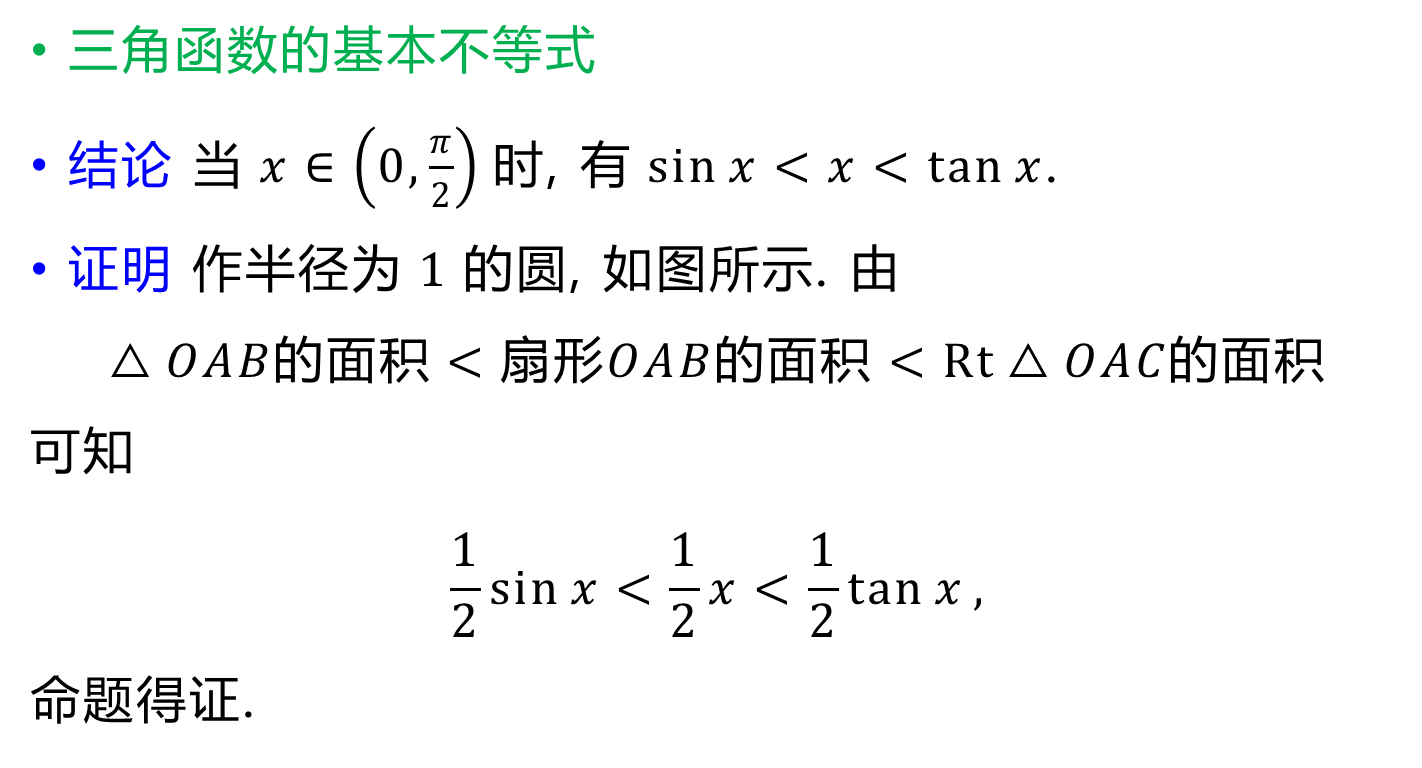 • 三角函数的基本不等式
• 结论 当 x ∈ (0, π/2) 时, 有 sin x < x < tan x.
• 证明 作半径为 1 的圆, 如图所示. 由
△ OAB的面积 < 扇形OAB的面积 < Rt △ OAC的面积
可知
1/2 sin x < 1/2 x < 1/2 tan x ,
命题得证.